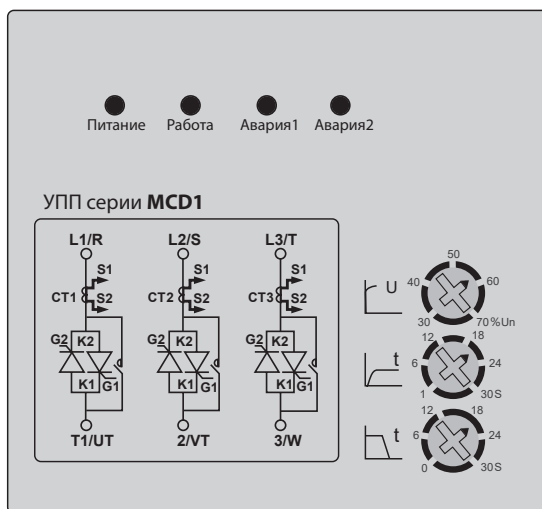 Питание Работа Авария1 Авария2
УПП серии MCD1
L1/R L2/S L3/T
S1 S1 S1
CT1 S2 CT2 S2 CT3 S2
G2 K2 G2 K2 G2 K2
K1 G1 K1 G1 K1 G1
T1/UT 2/VT 3/W
50
40 60
U
30 70%Un
12 18
6 24
t
1 30S
12 18
t 6 24
0 30S